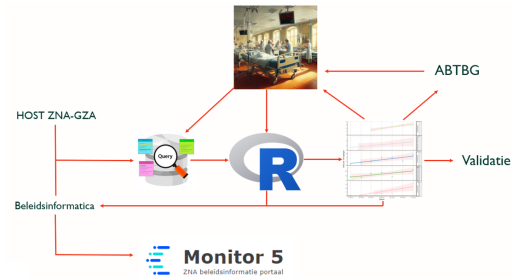 ABTBG
HOST ZNA-GZA
Query
R
Validatie
Beleidsinformatica
Monitor 5
ZNA beleidsinformatie portaal